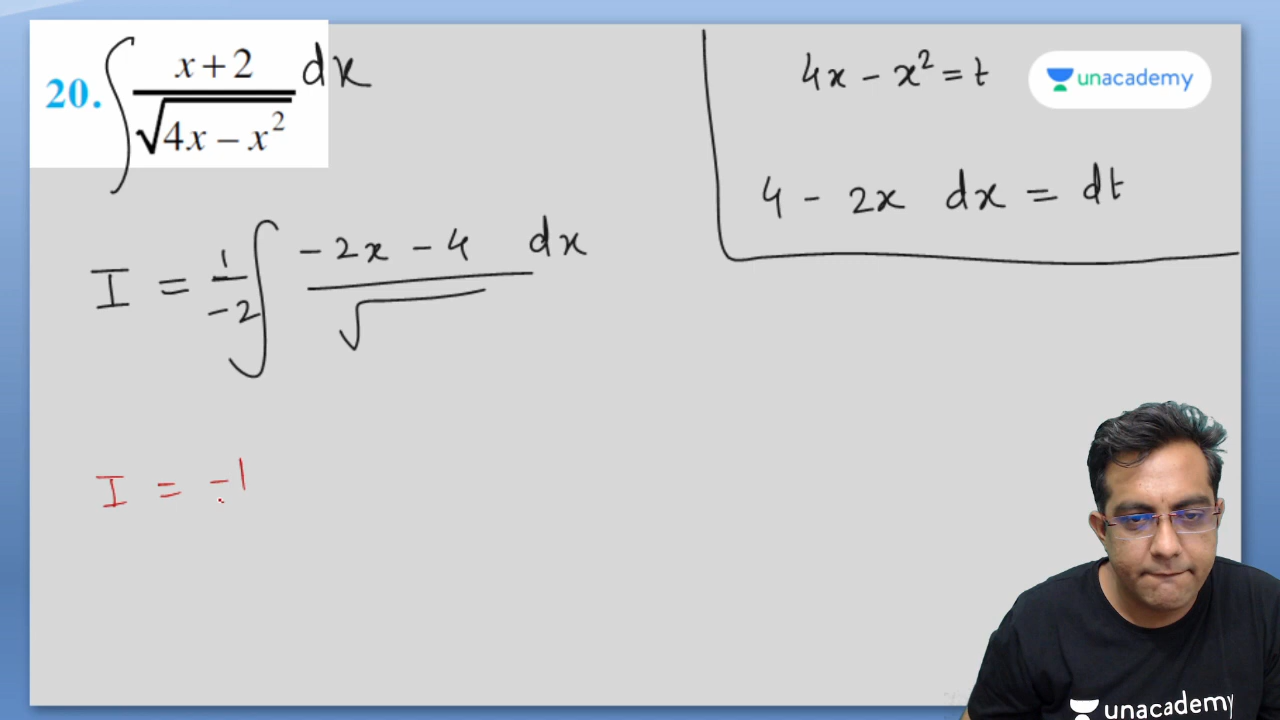 20. ∫ x+2 / √4x − x² dx
4x − x² = t
unacademy
4 − 2x dx = dt
I = 1/−2 ∫ −2x − 4 / √ dx
I = −1
unacademy